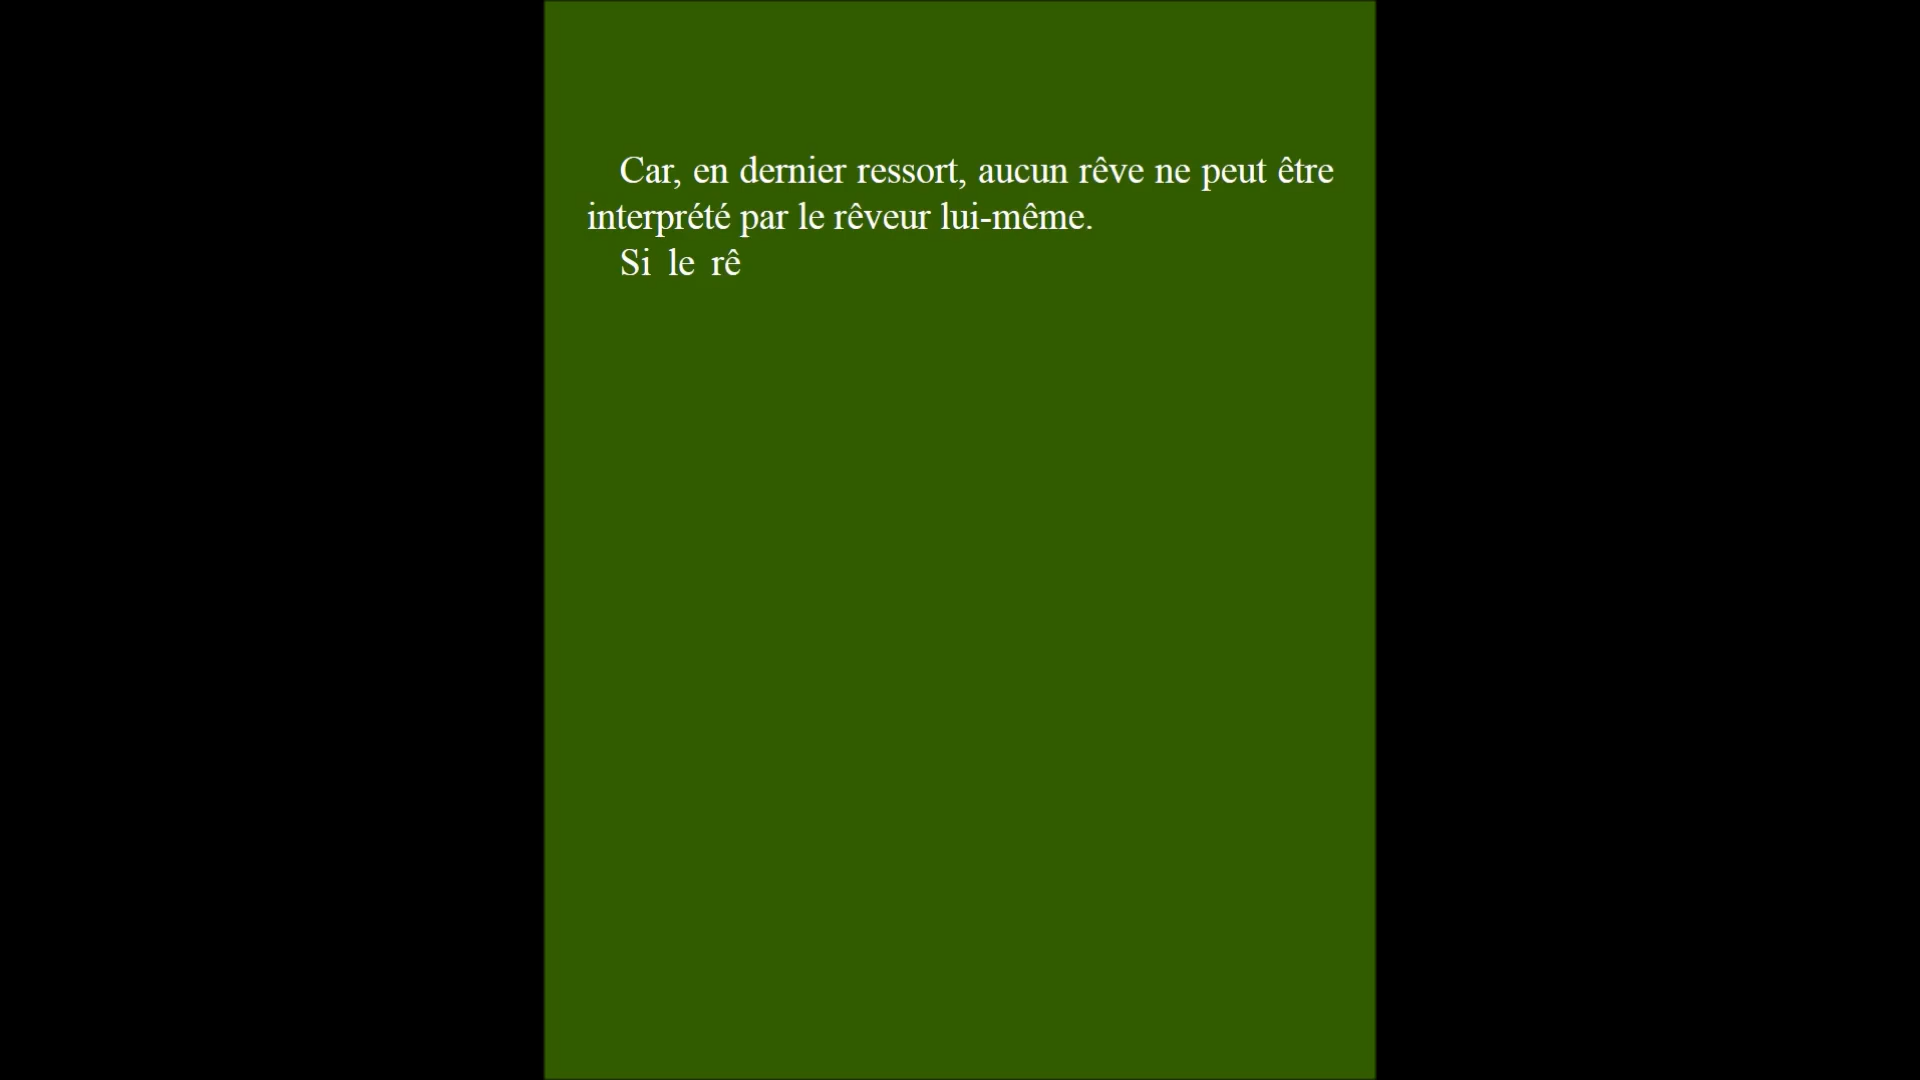 Car, en dernier ressort, aucun rêve ne peut être
interprété par le rêveur lui-même.
Si le rê